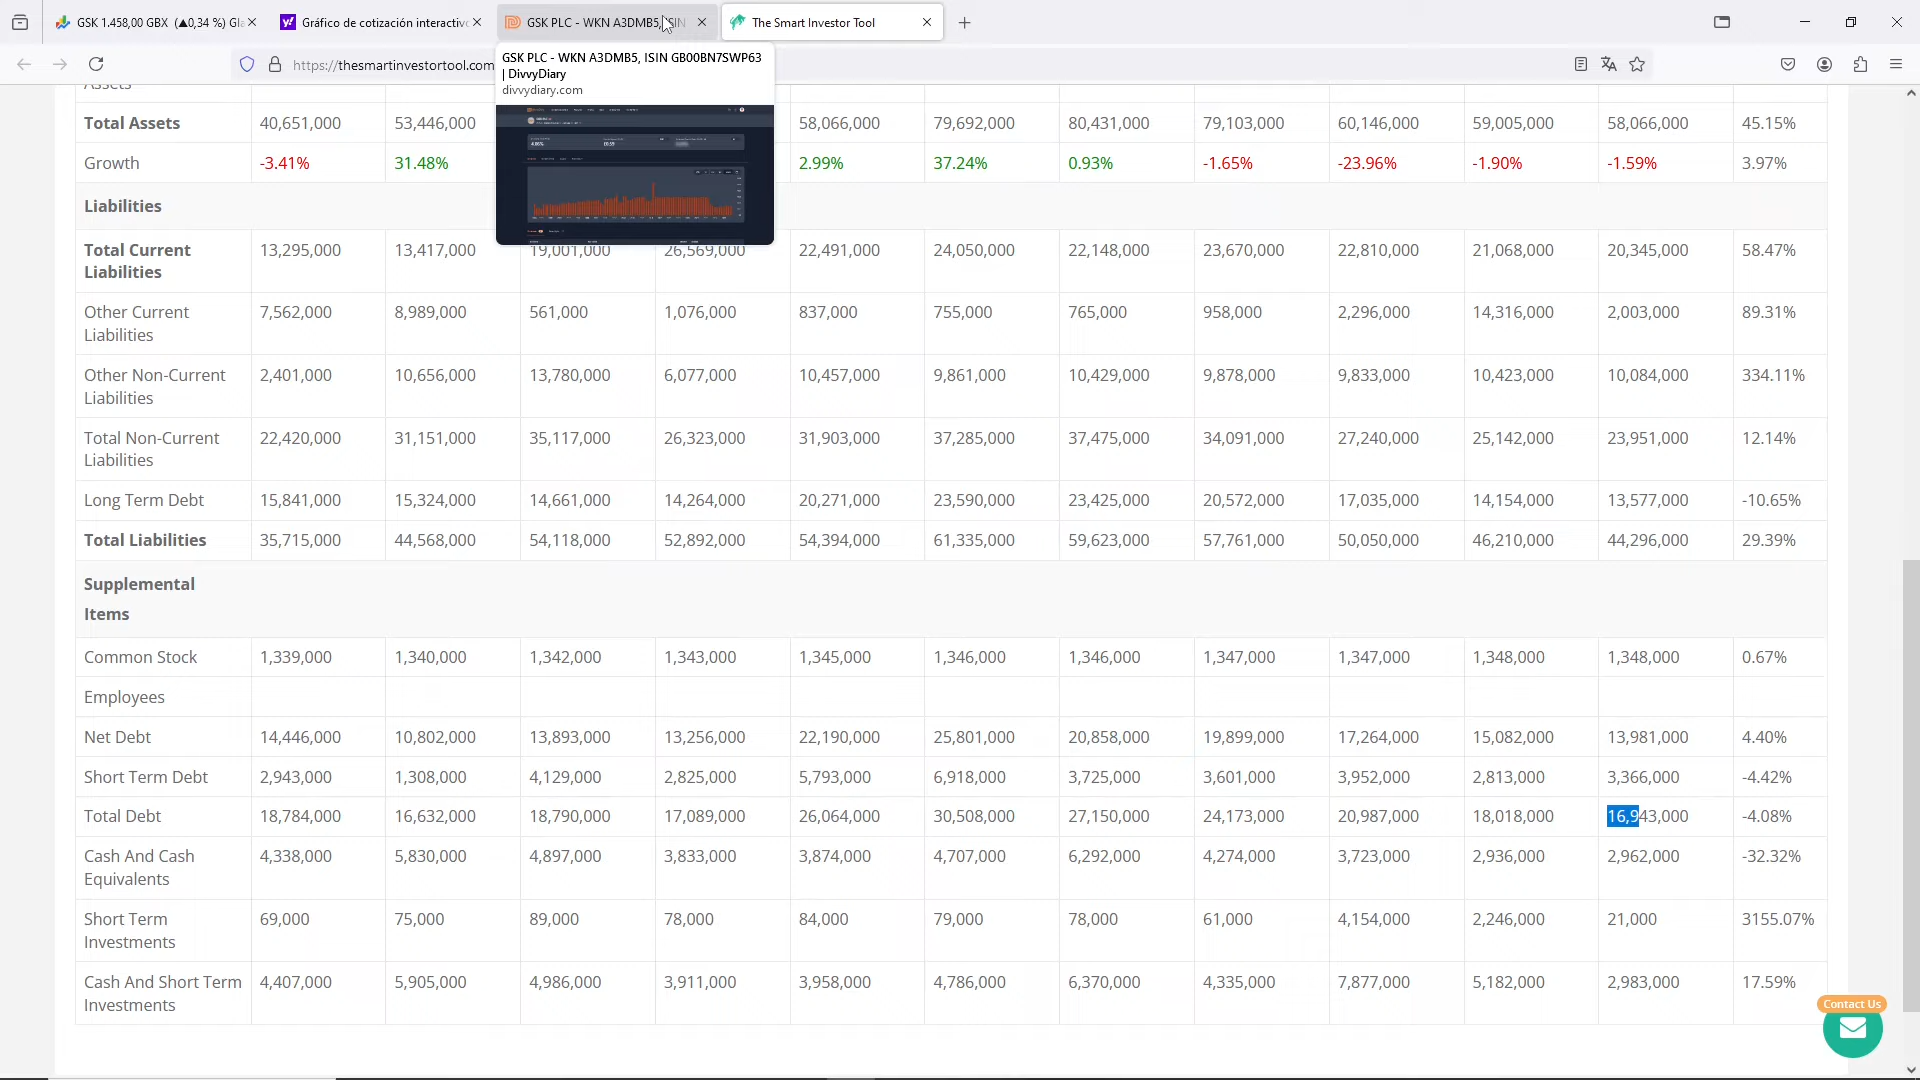 GSK 1.458,00 GBX (▲0,34 %) Gla
Gráfico de cotización interactivo
GSK PLC - WKN A3DMB5, ISIN
The Smart Investor Tool
https://thesmartinvestortool.com
GSK PLC - WKN A3DMB5, ISIN GB00BN7SWP63
| DivvyDiary
divvydiary.com
Assets
Total Assets 40,651,000 53,446,000 58,066,000 79,692,000 80,431,000 79,103,000 60,146,000 59,005,000 58,066,000 45.15%
Growth -3.41% 31.48% 2.99% 37.24% 0.93% -1.65% -23.96% -1.90% -1.59% 3.97%
Liabilities
Total Current
Liabilities 13,295,000 13,417,000 19,001,000 26,569,000 22,491,000 24,050,000 22,148,000 23,670,000 22,810,000 21,068,000 20,345,000 58.47%
Other Current
Liabilities 7,562,000 8,989,000 561,000 1,076,000 837,000 755,000 765,000 958,000 2,296,000 14,316,000 2,003,000 89.31%
Other Non-Current
Liabilities 2,401,000 10,656,000 13,780,000 6,077,000 10,457,000 9,861,000 10,429,000 9,878,000 9,833,000 10,423,000 10,084,000 334.11%
Total Non-Current
Liabilities 22,420,000 31,151,000 35,117,000 26,323,000 31,903,000 37,285,000 37,475,000 34,091,000 27,240,000 25,142,000 23,951,000 12.14%
Long Term Debt 15,841,000 15,324,000 14,661,000 14,264,000 20,271,000 23,590,000 23,425,000 20,572,000 17,035,000 14,154,000 13,577,000 -10.65%
Total Liabilities 35,715,000 44,568,000 54,118,000 52,892,000 54,394,000 61,335,000 59,623,000 57,761,000 50,050,000 46,210,000 44,296,000 29.39%
Supplemental
Items
Common Stock 1,339,000 1,340,000 1,342,000 1,343,000 1,345,000 1,346,000 1,346,000 1,347,000 1,347,000 1,348,000 1,348,000 0.67%
Employees
Net Debt 14,446,000 10,802,000 13,893,000 13,256,000 22,190,000 25,801,000 20,858,000 19,899,000 17,264,000 15,082,000 13,981,000 4.40%
Short Term Debt 2,943,000 1,308,000 4,129,000 2,825,000 5,793,000 6,918,000 3,725,000 3,601,000 3,952,000 2,813,000 3,366,000 -4.42%
Total Debt 18,784,000 16,632,000 18,790,000 17,089,000 26,064,000 30,508,000 27,150,000 24,173,000 20,987,000 18,018,000 16,943,000 -4.08%
Cash And Cash
Equivalents 4,338,000 5,830,000 4,897,000 3,833,000 3,874,000 4,707,000 6,292,000 4,274,000 3,723,000 2,936,000 2,962,000 -32.32%
Short Term
Investments 69,000 75,000 89,000 78,000 84,000 79,000 78,000 61,000 4,154,000 2,246,000 21,000 3155.07%
Cash And Short Term
Investments 4,407,000 5,905,000 4,986,000 3,911,000 3,958,000 4,786,000 6,370,000 4,335,000 7,877,000 5,182,000 2,983,000 17.59%
Contact Us